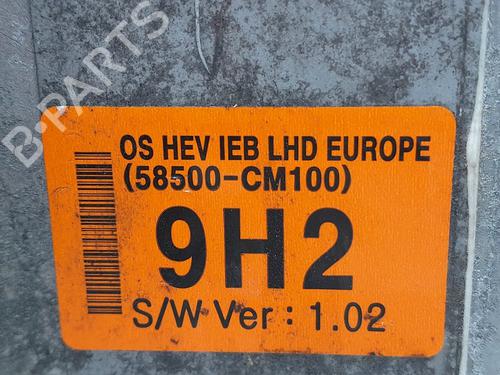 B-PARTS
OS HEV IEB LHD EUROPE
(58500-CM100)
9H2
S/W Ver : 1.02